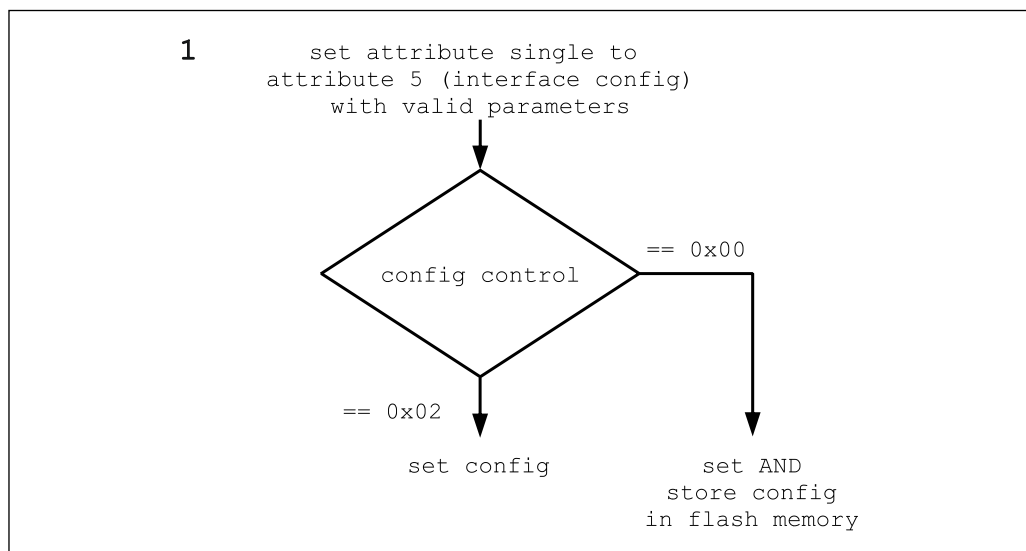 1
set attribute single to
attribute 5 (interface config)
with valid parameters
== 0x00
config control
== 0x02
set config
set AND
store config
in flash memory